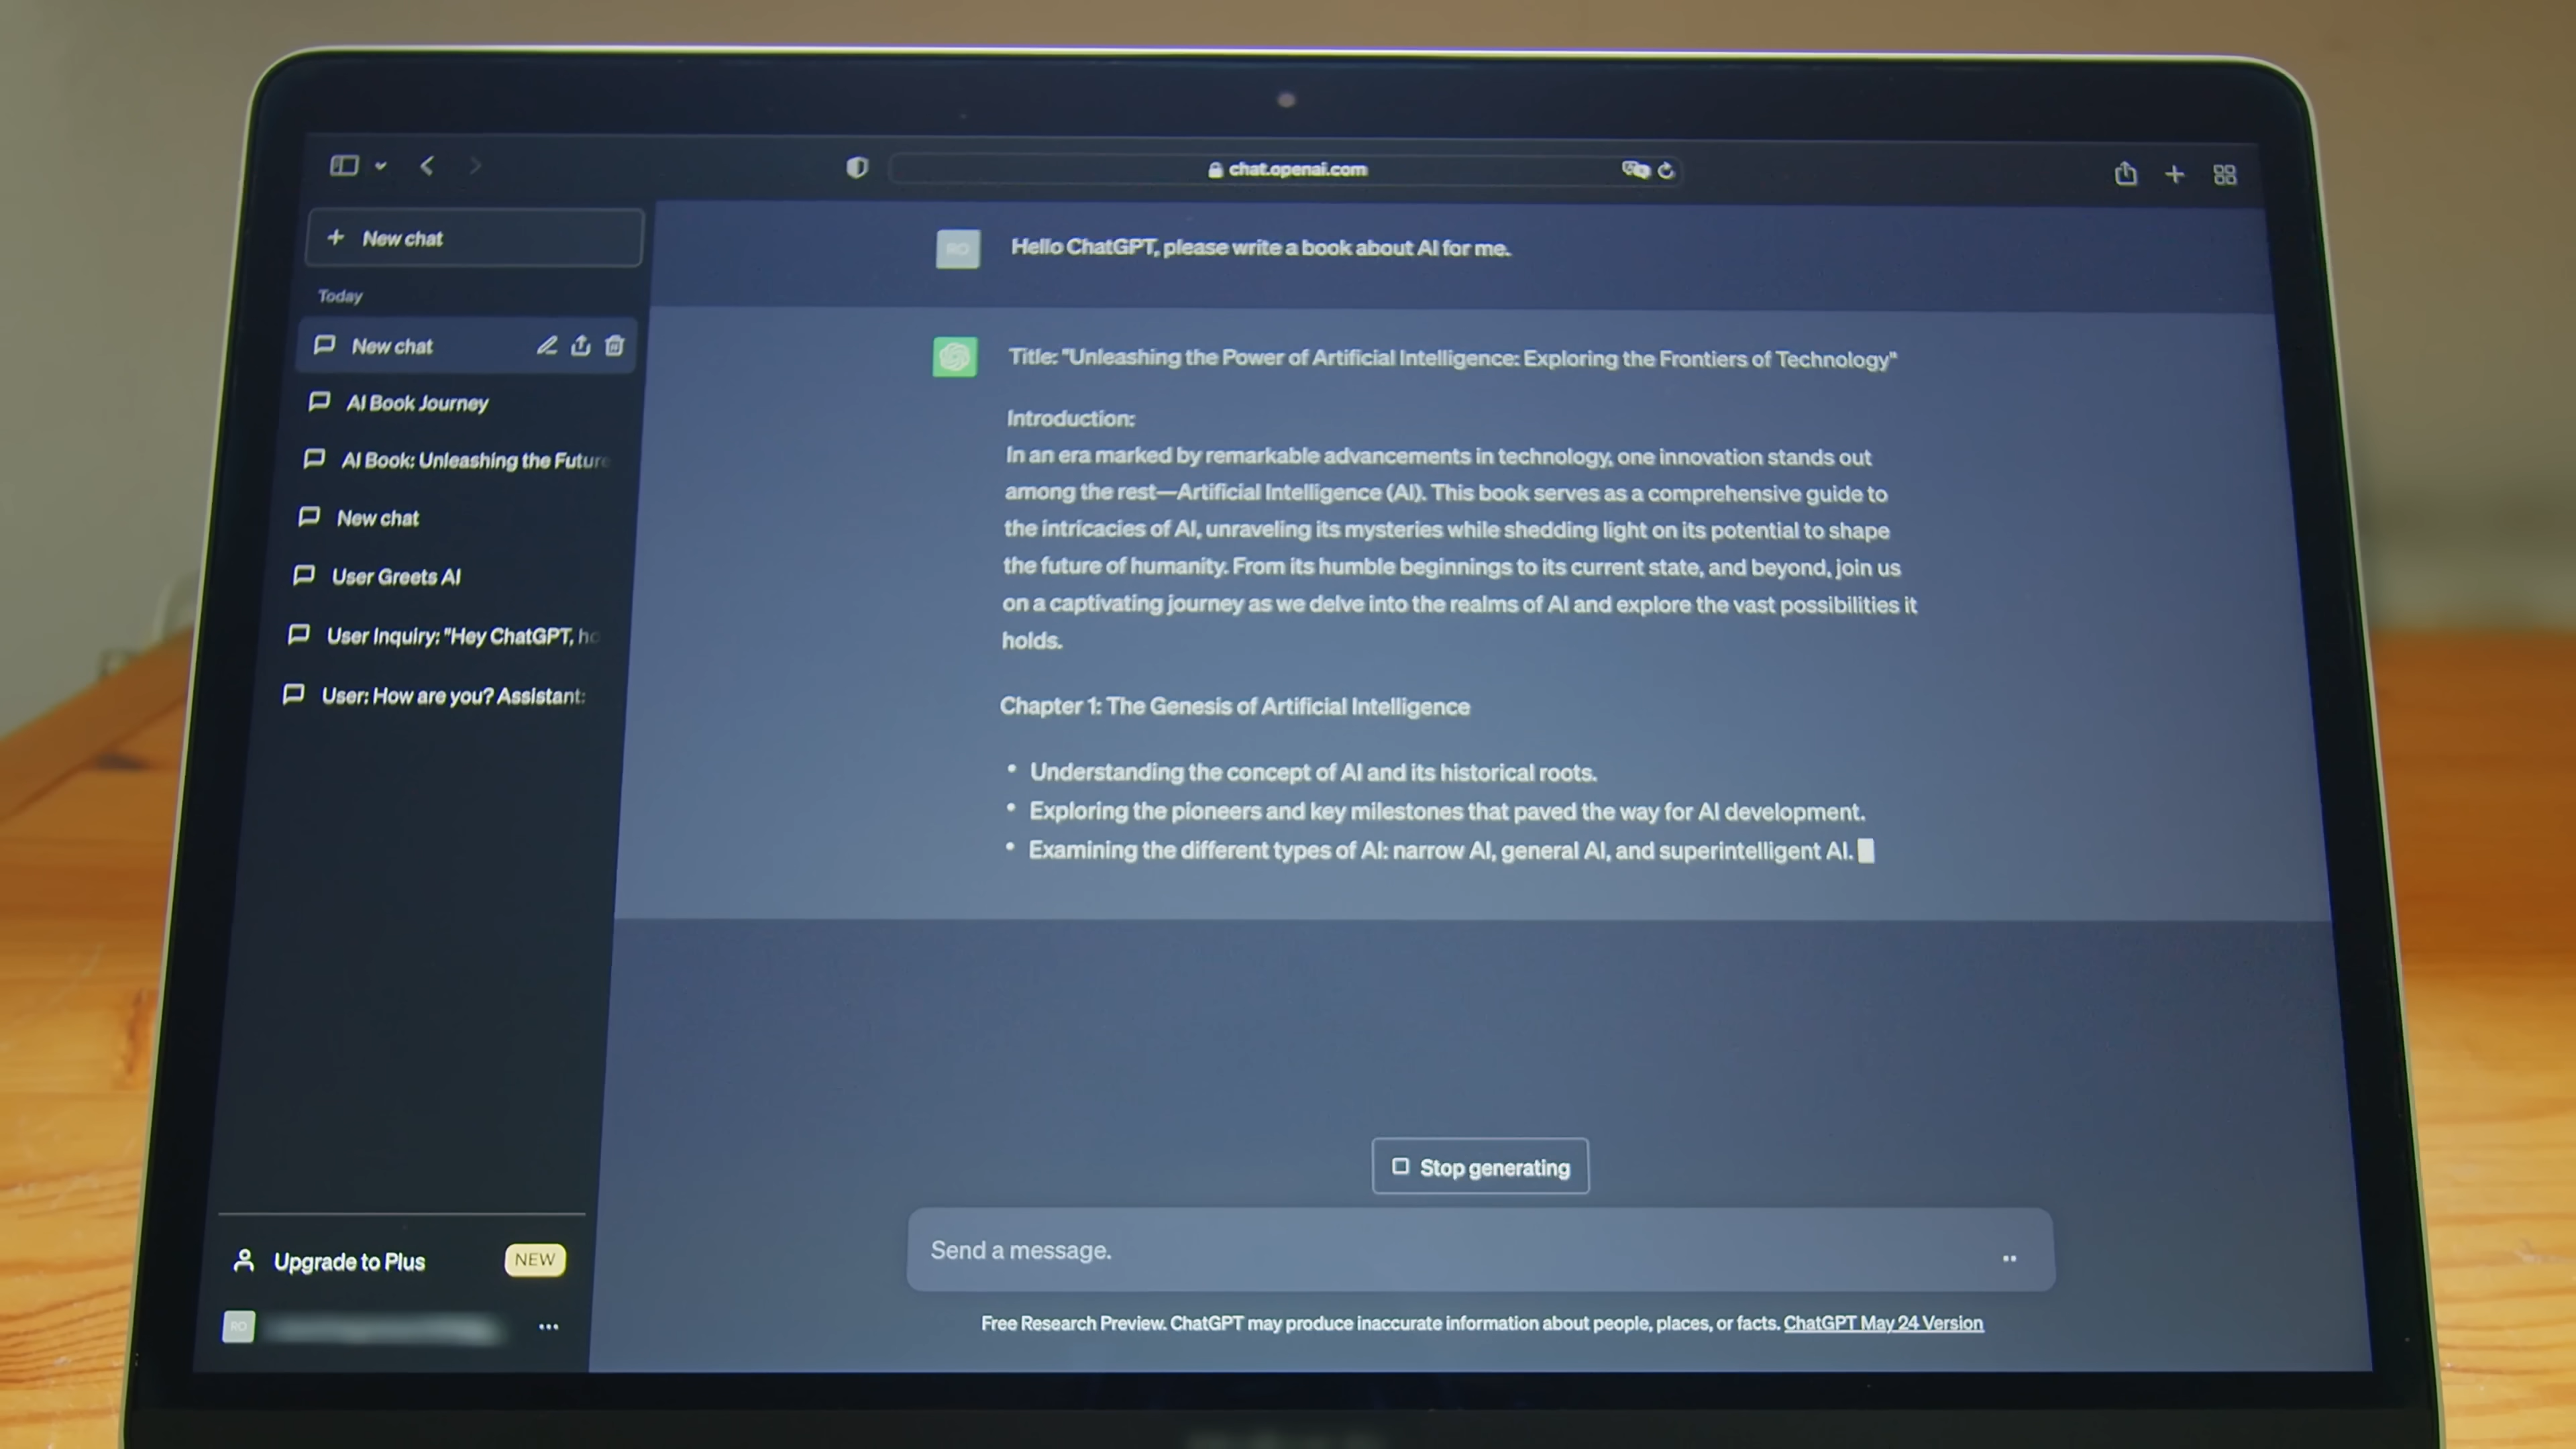 chat.openai.com
New chat
Today
New chat
AI Book Journey
AI Book: Unleashing the Future
New chat
User Greets AI
User Inquiry: "Hey ChatGPT, ho
User: How are you? Assistant:
Upgrade to Plus NEW
RO
RO
Hello ChatGPT, please write a book about AI for me.
Title: "Unleashing the Power of Artificial Intelligence: Exploring the Frontiers of Technology"
Introduction:
In an era marked by remarkable advancements in technology, one innovation stands out
among the rest—Artificial Intelligence (AI). This book serves as a comprehensive guide to
the intricacies of AI, unraveling its mysteries while shedding light on its potential to shape
the future of humanity. From its humble beginnings to its current state, and beyond, join us
on a captivating journey as we delve into the realms of AI and explore the vast possibilities it
holds.
Chapter 1: The Genesis of Artificial Intelligence
• Understanding the concept of AI and its historical roots.
• Exploring the pioneers and key milestones that paved the way for AI development.
• Examining the different types of AI: narrow AI, general AI, and superintelligent AI.
Stop generating
Send a message.
Free Research Preview. ChatGPT may produce inaccurate information about people, places, or facts. ChatGPT May 24 Version